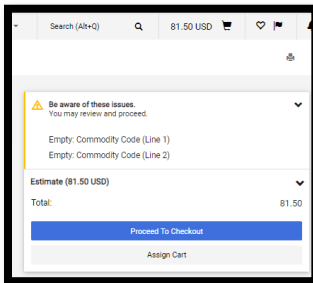 Search (Alt+Q)
81.50 USD
Be aware of these issues.
You may review and proceed.
Empty: Commodity Code (Line 1)
Empty: Commodity Code (Line 2)
Estimate (81.50 USD)
Total:
81.50
Proceed To Checkout
Assign Cart